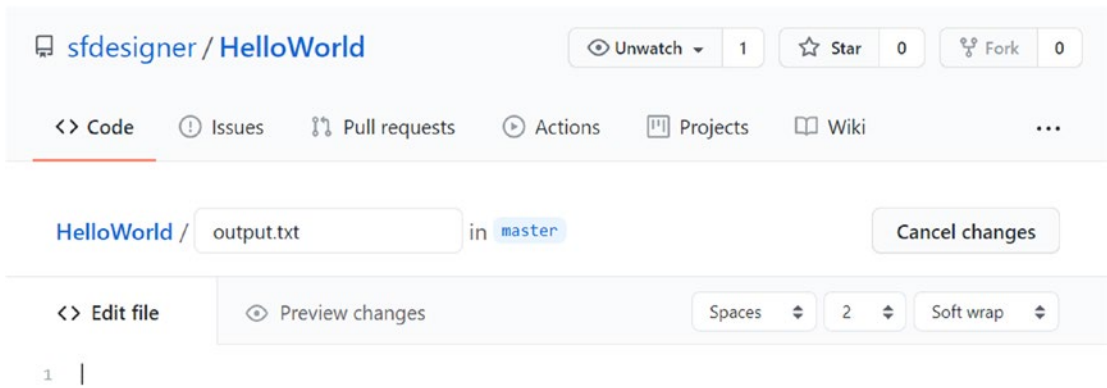 sfdesigner / HelloWorld Unwatch 1 Star 0 Fork 0
<> Code Issues Pull requests Actions Projects Wiki ...
HelloWorld / output.txt in master Cancel changes
<> Edit file Preview changes Spaces 2 Soft wrap
1